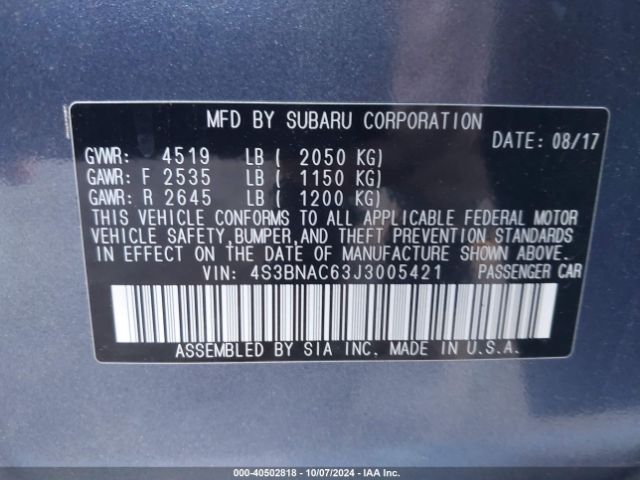 MFD BY SUBARU CORPORATION
DATE: 08/17
GVWR: 4519 LB ( 2050 KG)
GAWR: F 2535 LB ( 1150 KG)
GAWR: R 2645 LB ( 1200 KG)
THIS VEHICLE CONFORMS TO ALL APPLICABLE FEDERAL MOTOR
VEHICLE SAFETY,BUMPER,AND THEFT PREVENTION STANDARDS
IN EFFECT ON THE DATE OF MANUFACTURE SHOWN ABOVE.
VIN: 4S3BNAC63J3005421 PASSENGER CAR
ASSEMBLED BY SIA INC. MADE IN U.S.A.
000-40502818 - 10/07/2024 - IAA Inc.